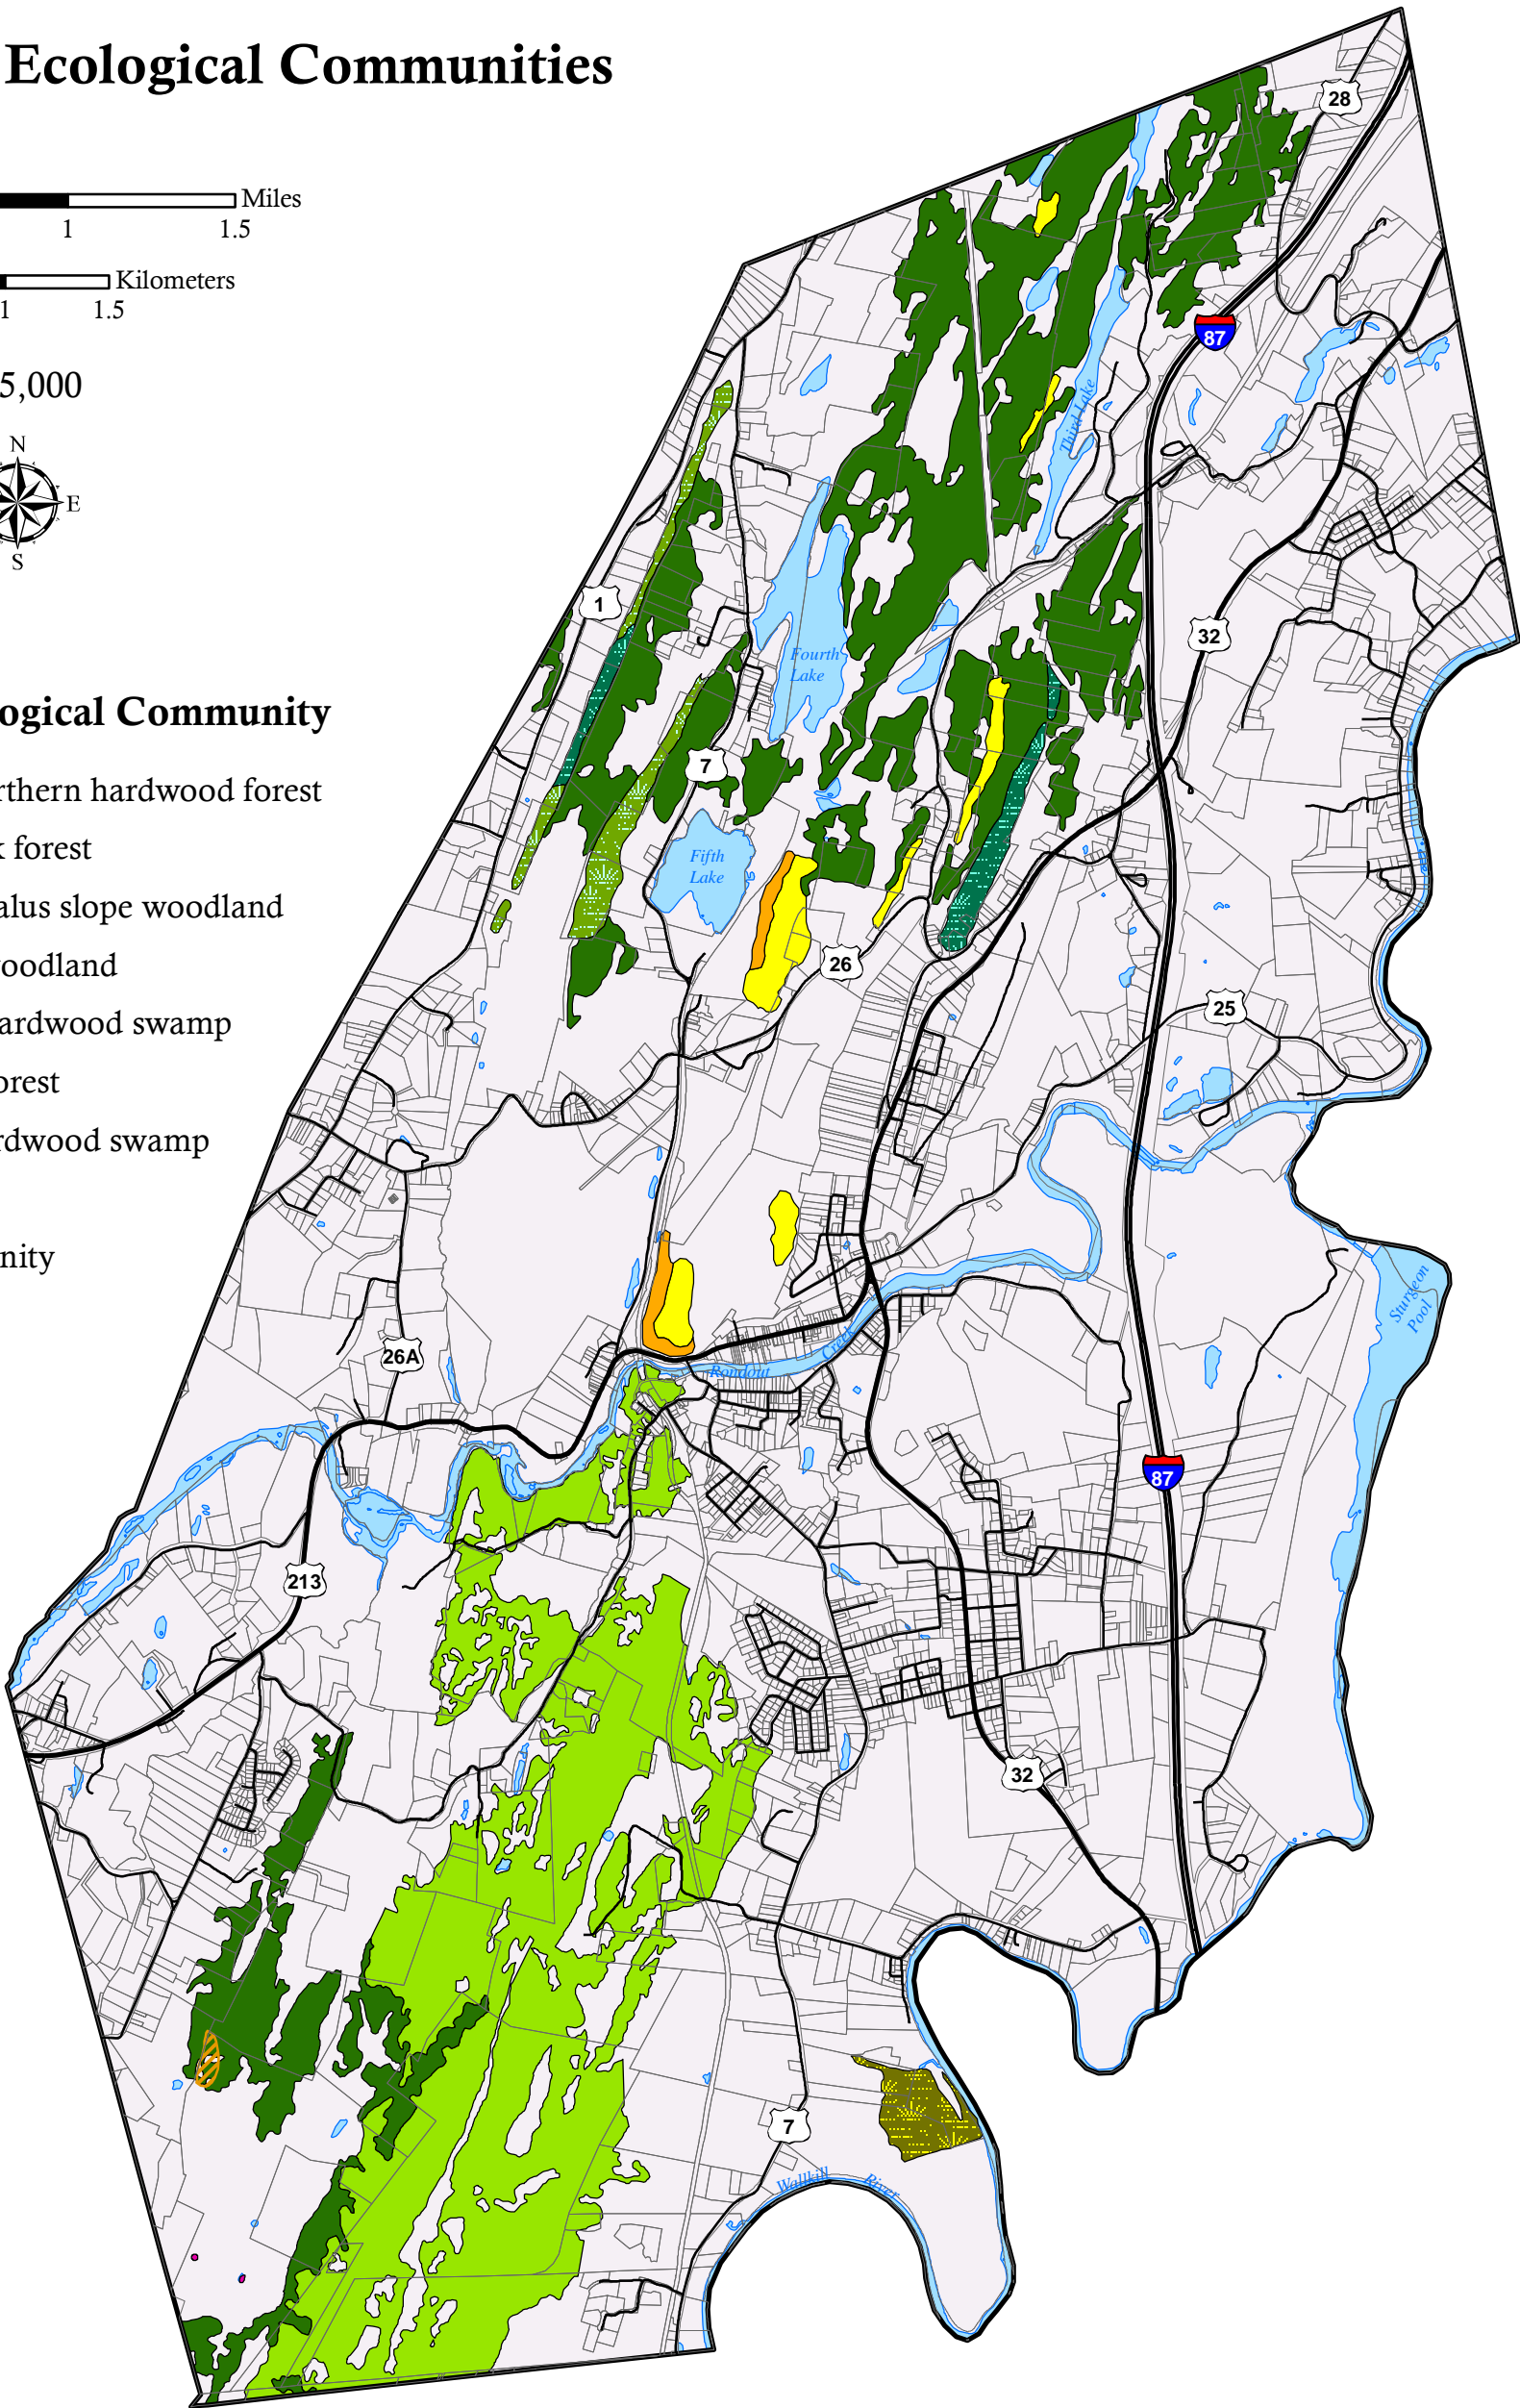 Ecological Communities
Miles
1
1.5
Kilometers
1
1.5
5,000
N
E
S
ogical Community
rthern hardwood forest
k forest
alus slope woodland
woodland
ardwood swamp
orest
rdwood swamp
nity
28
87
Third Lake
1
32
Fourth
Lake
7
Fifth
Lake
26
25
Sturgeon
Pool
26A
Rondout
Creek
87
213
32
7
Wallkill
River